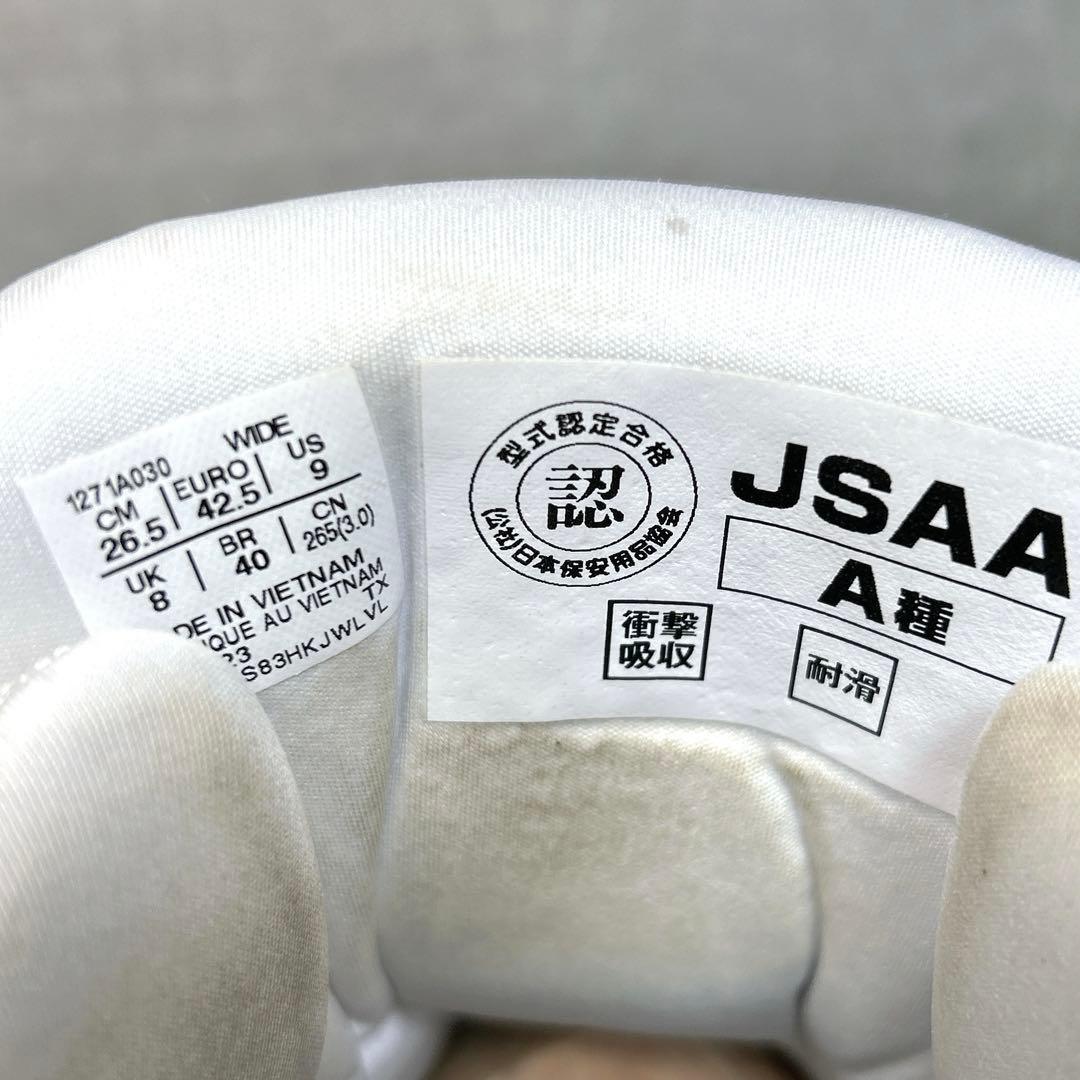 WIDE
1271A030
CM EURO US
26.5 42.5 9
UK BR CN
8 40 265(3.0)
DE IN VIETNAM
IQUE AU VIETNAM
23 TX
S83HKJWLVL
型式認定合格
認
(公社)日本保安用品協会
JSAA
A種
衝撃
吸収
耐滑